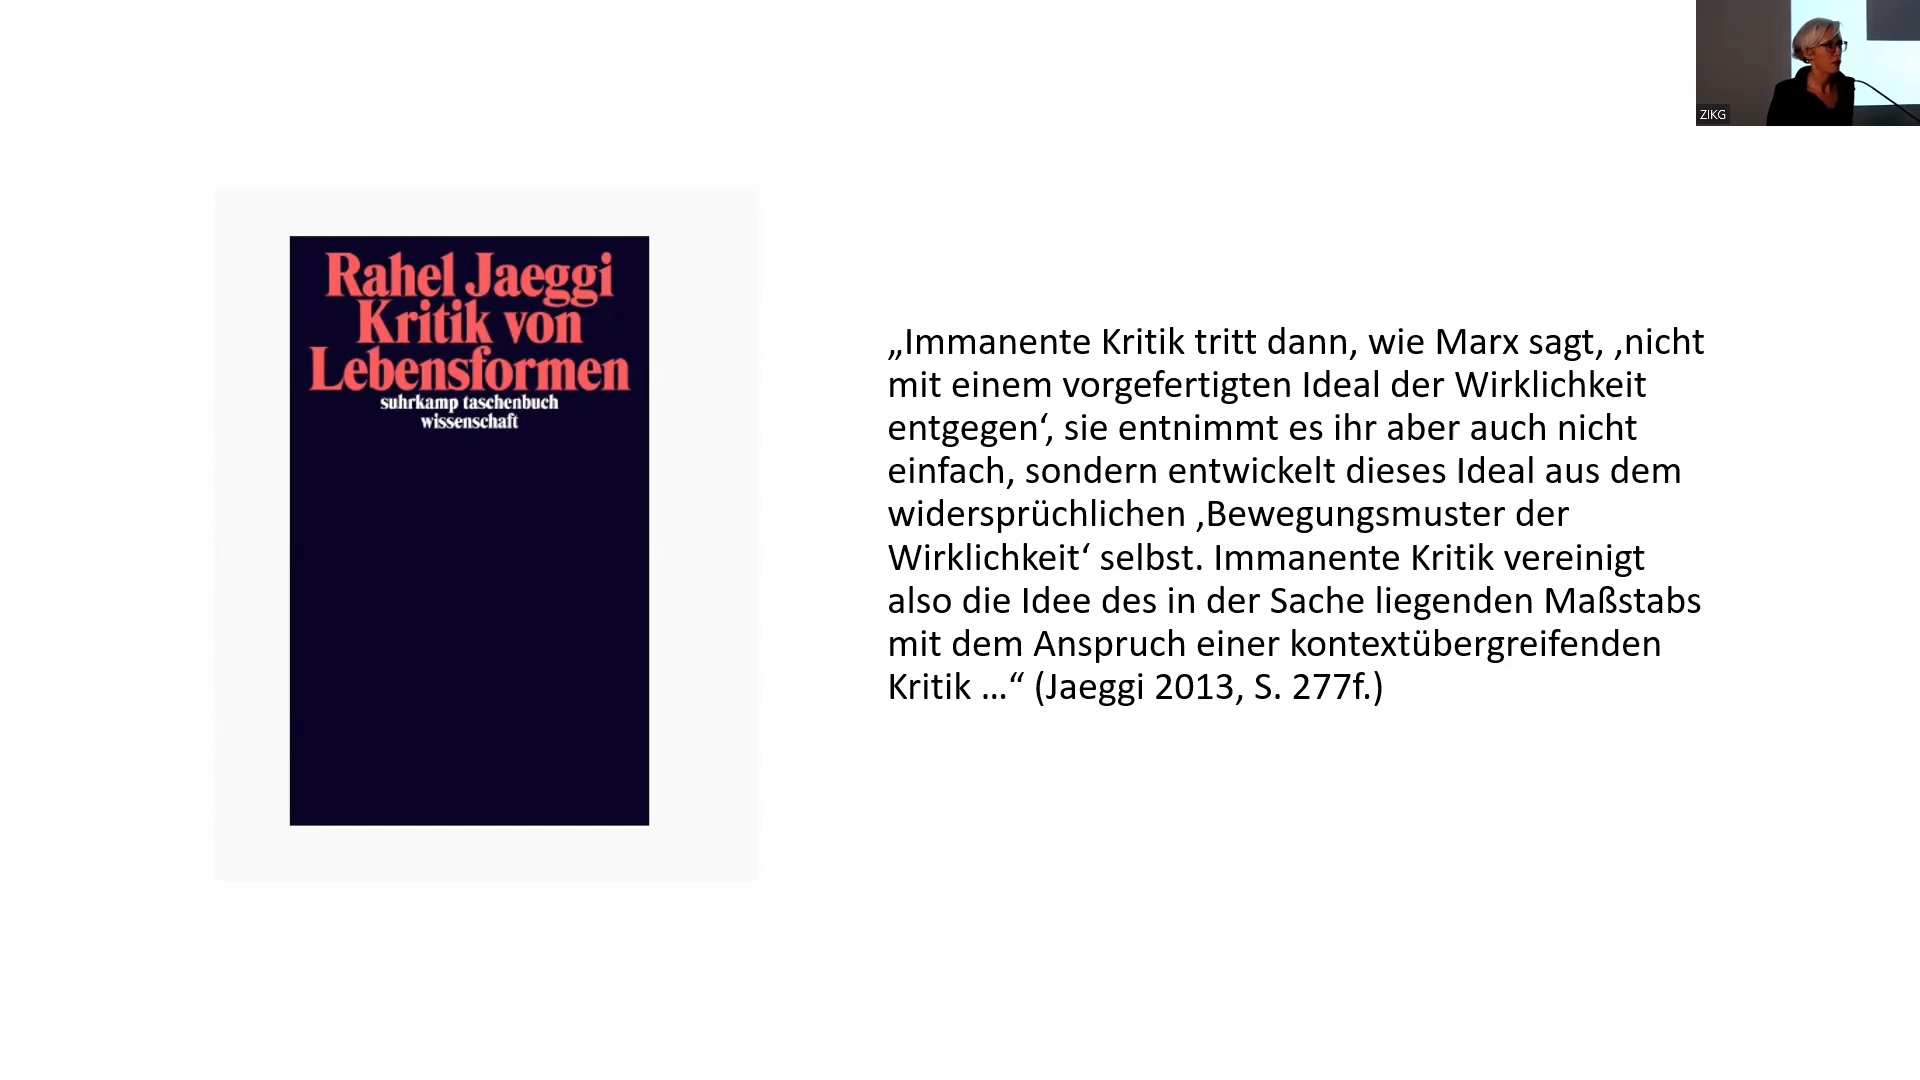 ZIKG
Rahel Jaeggi
Kritik von
Lebensformen
suhrkamp taschenbuch
wissenschaft
„Immanente Kritik tritt dann, wie Marx sagt, ‚nicht
mit einem vorgefertigten Ideal der Wirklichkeit
entgegen‘, sie entnimmt es ihr aber auch nicht
einfach, sondern entwickelt dieses Ideal aus dem
widersprüchlichen ‚Bewegungsmuster der
Wirklichkeit‘ selbst. Immanente Kritik vereinigt
also die Idee des in der Sache liegenden Maßstabs
mit dem Anspruch einer kontextübergreifenden
Kritik …“ (Jaeggi 2013, S. 277f.)